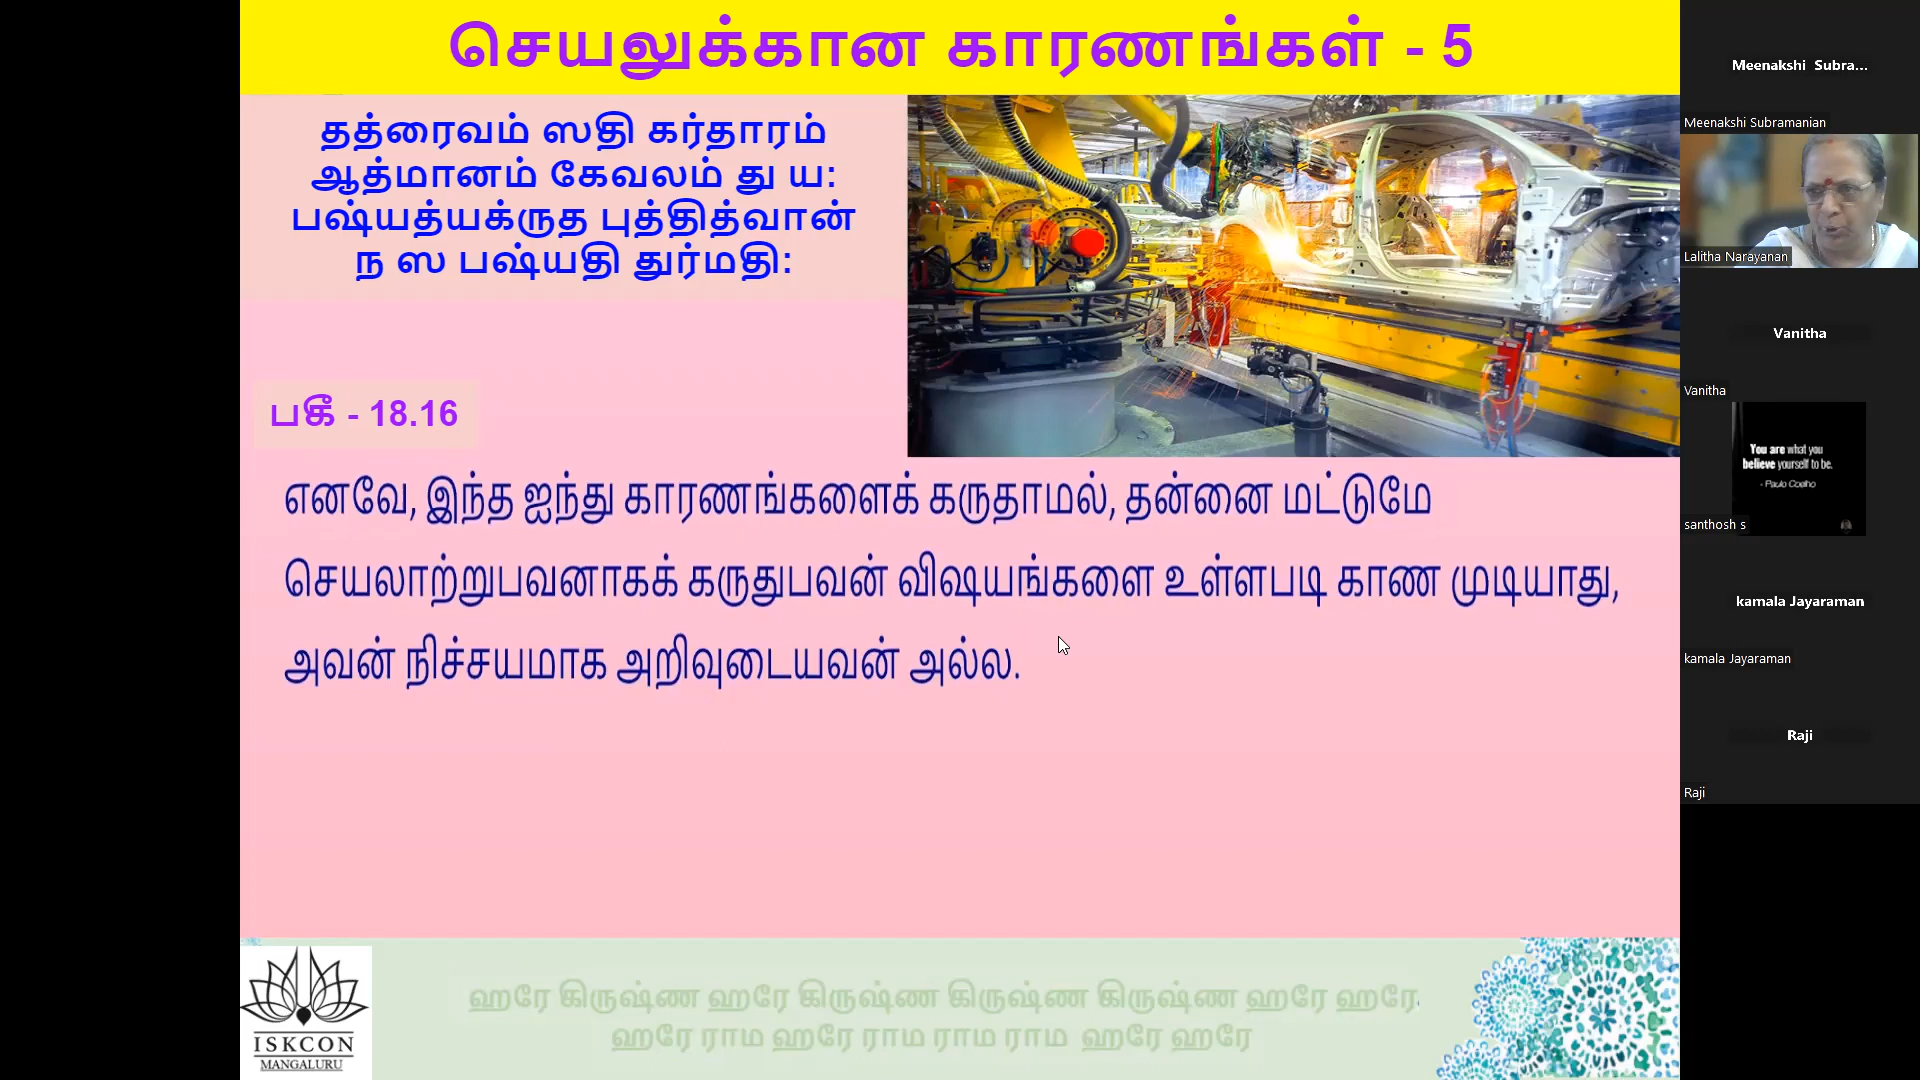 செயலுக்கான காரணங்கள் - 5
தத்ரைவம் ஸதி கர்தாரம்
ஆத்மானம் கேவலம் து ய:
பஷ்யத்யக்ருத புத்தித்வான்
ந ஸ பஷ்யதி துர்மதி:
பகீ - 18.16
எனவே, இந்த ஐந்து காரணங்களைக் கருதாமல், தன்னை மட்டுமே
செயலாற்றுபவனாகக் கருதுபவன் விஷயங்களை உள்ளபடி காண முடியாது,
அவன் நிச்சயமாக அறிவுடையவன் அல்ல.
ISKCON
MANGALURU
ஹரே கிருஷ்ண ஹரே கிருஷ்ண கிருஷ்ண கிருஷ்ண ஹரே ஹரே
ஹரே ராம ஹரே ராம ராம ராம ஹரே ஹரே
Meenakshi Subra...
Meenakshi Subramanian
Lalitha Narayanan
Vanitha
Vanitha
You are what you
believe yourself to be.
- Paulo Coelho
santhosh s
kamala Jayaraman
kamala Jayaraman
Raji
Raji